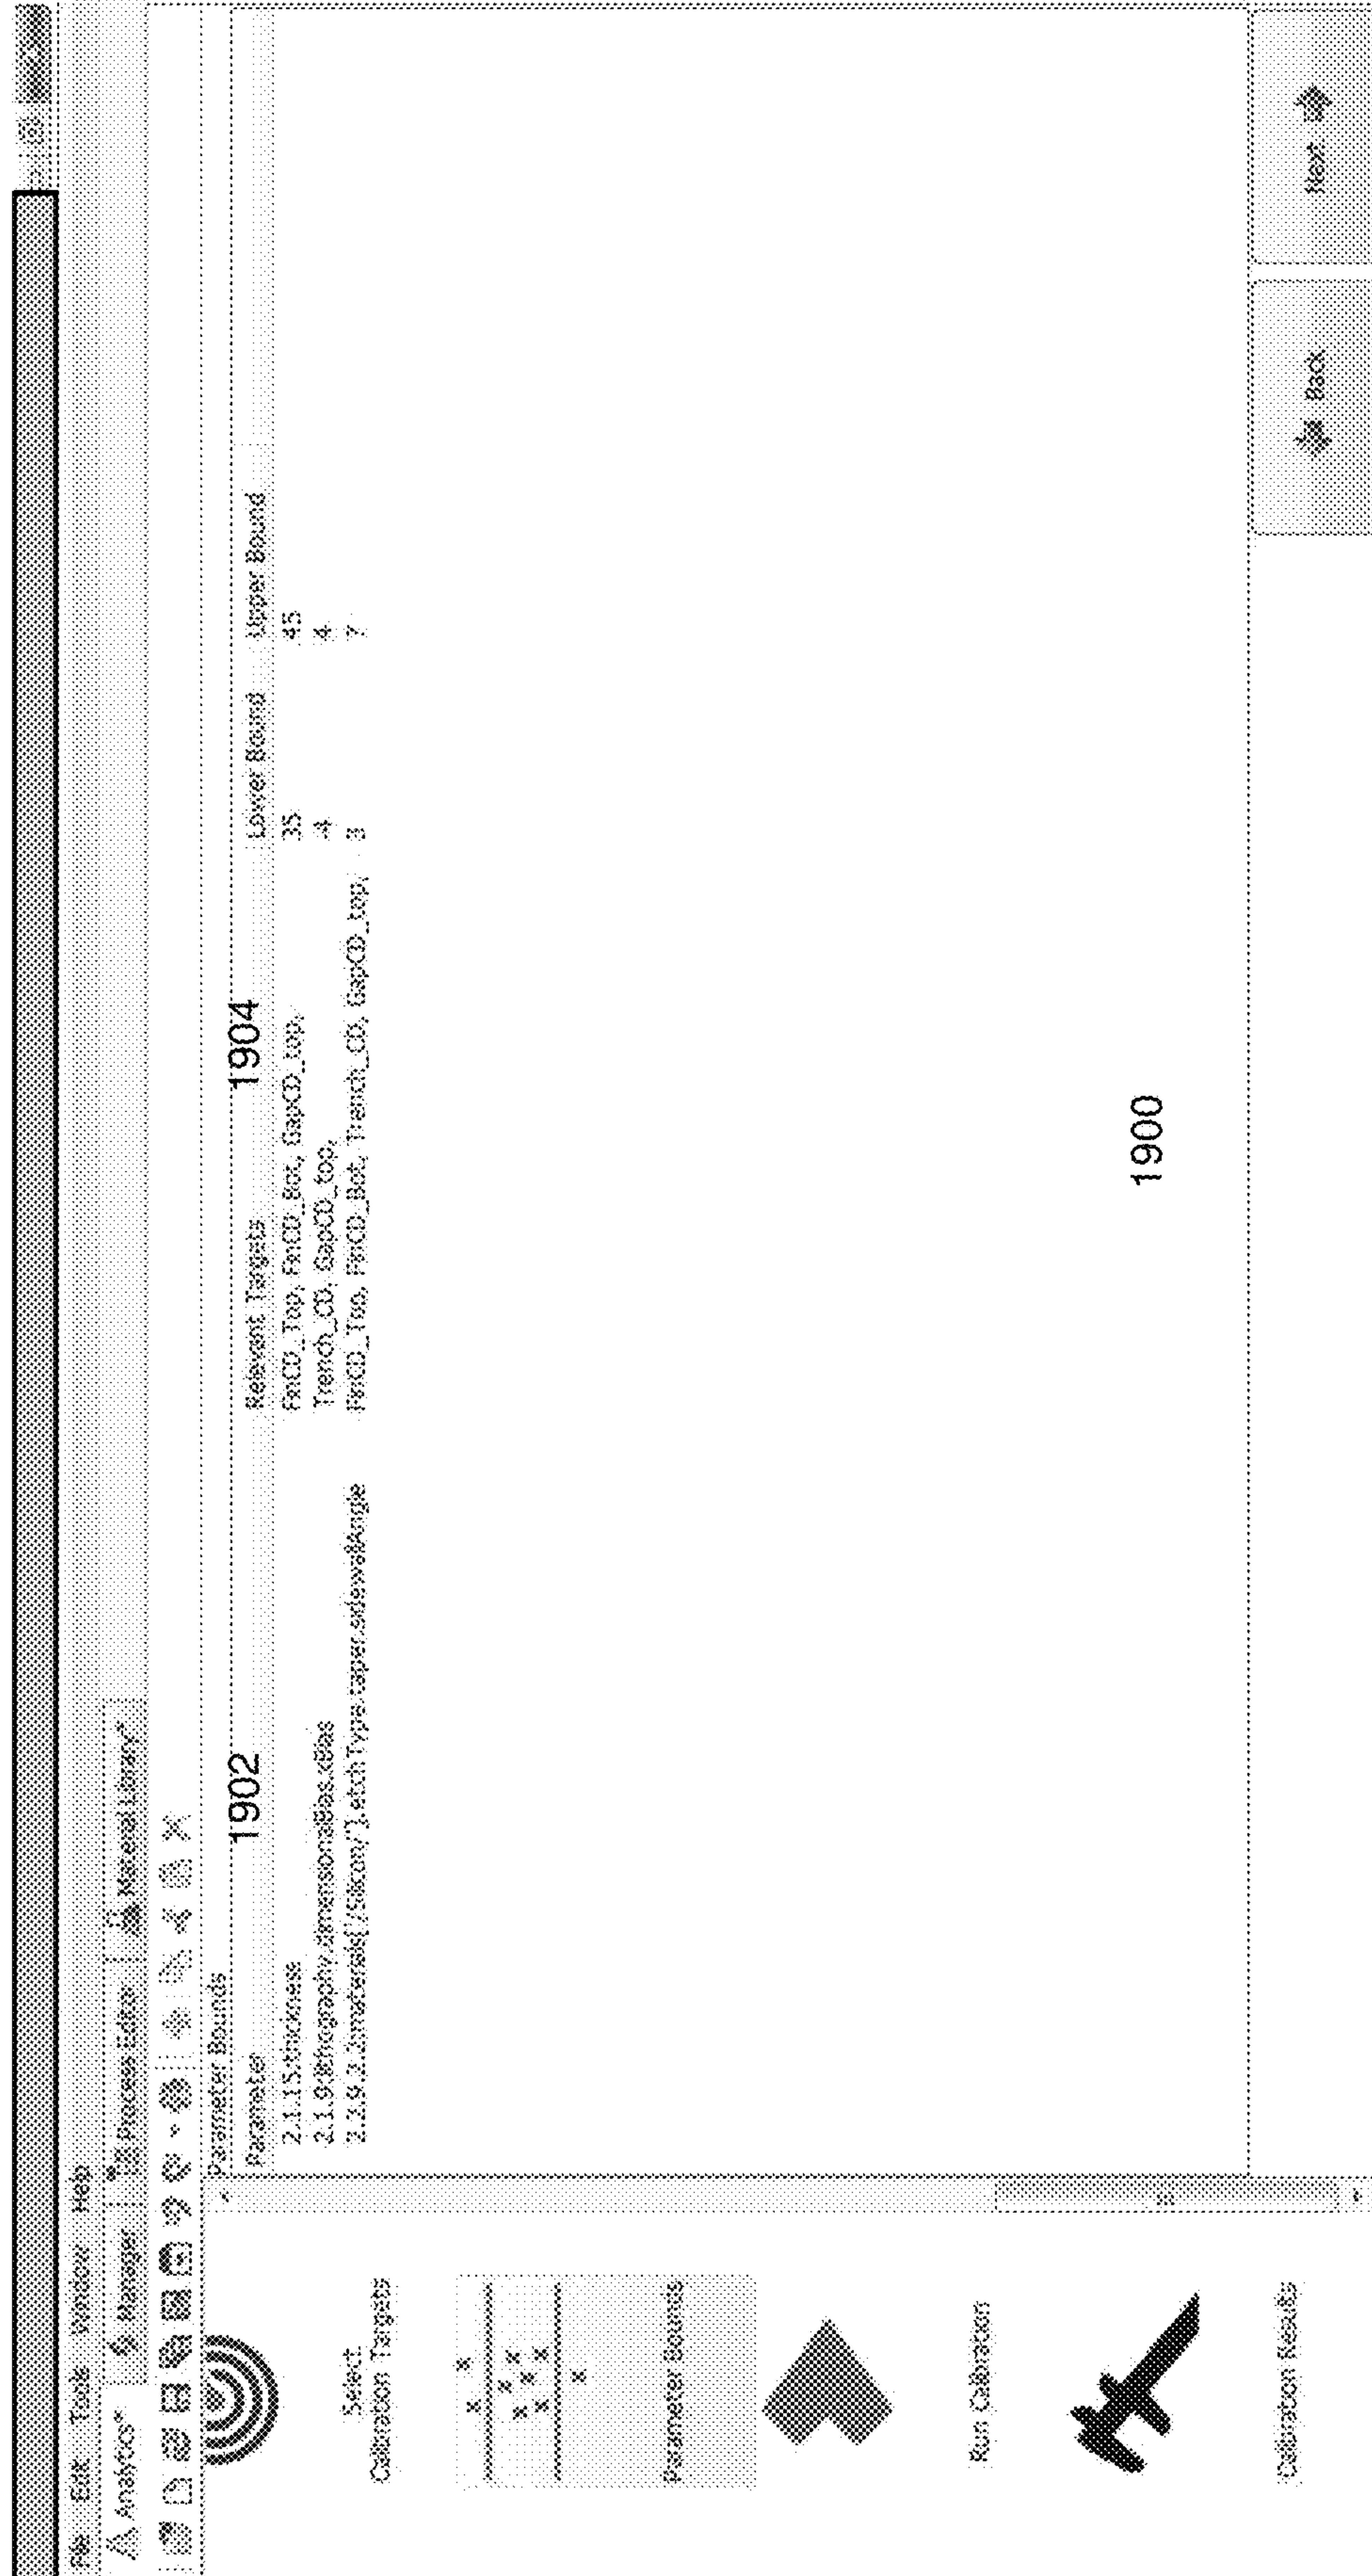 File Edit Tools Window Help
Analytics* Manager Process Editor Material Library*
Parameter Bounds
1902 1904
Parameter Relevant Targets Lower Bound Upper Bound
2.1.15:thickness FinCD_Top, FinCD_Bot, GapCD_top, 35 45
2.1.9:lithography.dimensionalBias.xBias Trench_CD, GapCD_top, -4 4
FinCD_Top, FinCD_Bot, Trench_CD, GapCD_top, 3 7
Select
Calibration Targets
Parameter Bounds
Run Calibration
Calibration Results
1900
Back Next